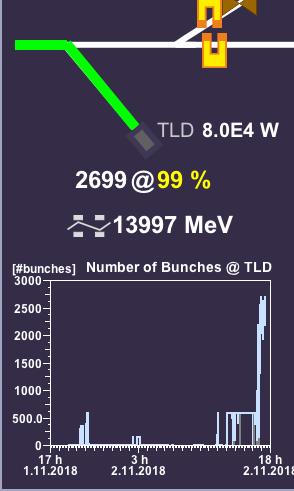 TLD 8.0E4 W
2699 @ 99 %
13997 MeV
[#bunches] Number of Bunches @ TLD
3000
2500
2000
1500
1000
500.0
0
17 h 3 h 18 h
1.11.2018 2.11.2018 2.11.2018